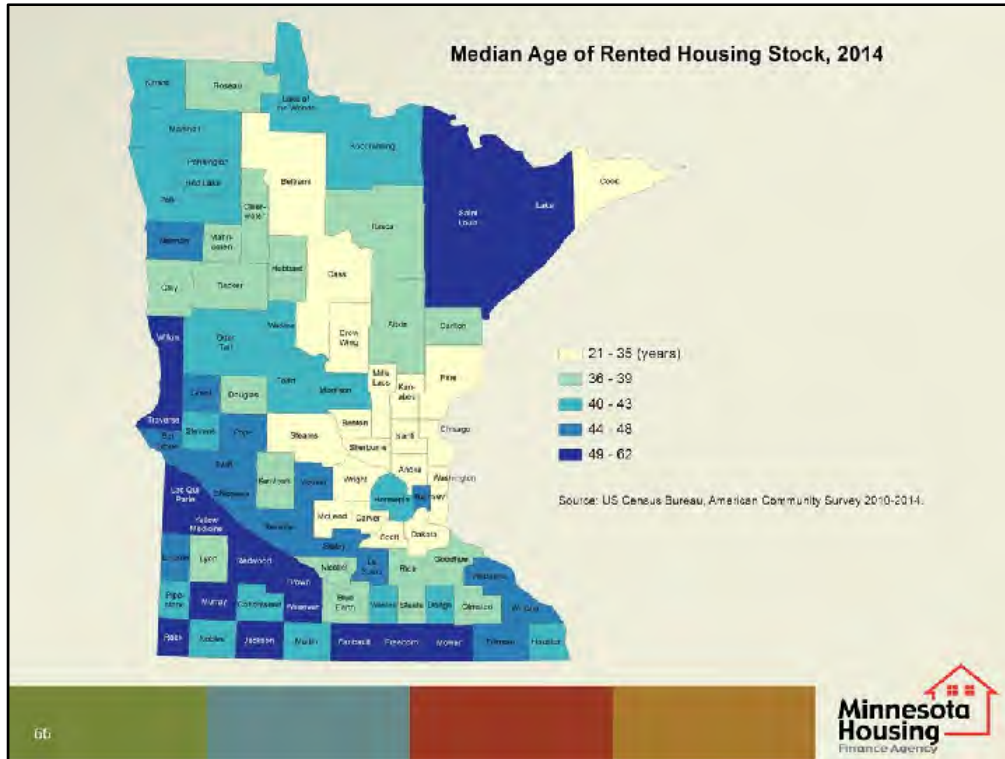 Median Age of Rented Housing Stock, 2014
Roseau
Lake of
the Woods
Marshall
Koochiching
Pennington
Red Lake
Polk
Beltrami
Cook
Clear-
water
Saint
Louis
Lake
Itasca
Norman
Mahn-
omen
Hubbard
Cass
Clay
Becker
Aitkin
Carlton
Wadena
Crow
Wing
Wilkin
Otter
Tail
21 - 35 (years)
Mille
Lacs
Kan-
abec
Pine
36 - 39
Todd
Morrison
Grant
Douglas
40 - 43
Traverse
Benton
Chicago
44 - 48
Stevens
Pope
Stearns
Isanti
Big
Stone
Sherburne
49 - 62
Swift
Anoka
Washington
Kandiyohi
Meeker
Wright
Lac Qui
Parle
Chippewa
Hennepin
Ramsey
Source: US Census Bureau, American Community Survey 2010-2014.
Yellow
Medicine
McLeod
Carver
Renville
Scott
Dakota
Sibley
Lincoln
Lyon
Redwood
Nicollet
Le
Sueur
Rice
Goodhue
Wabasha
Brown
Pipe-
stone
Murray
Cottonwood
Watonwan
Blue
Earth
Waseca
Steele
Dodge
Olmsted
Winona
Rock
Nobles
Jackson
Martin
Faribault
Freeborn
Mower
Fillmore
Houston
66
Minnesota
Housing
Finance Agency